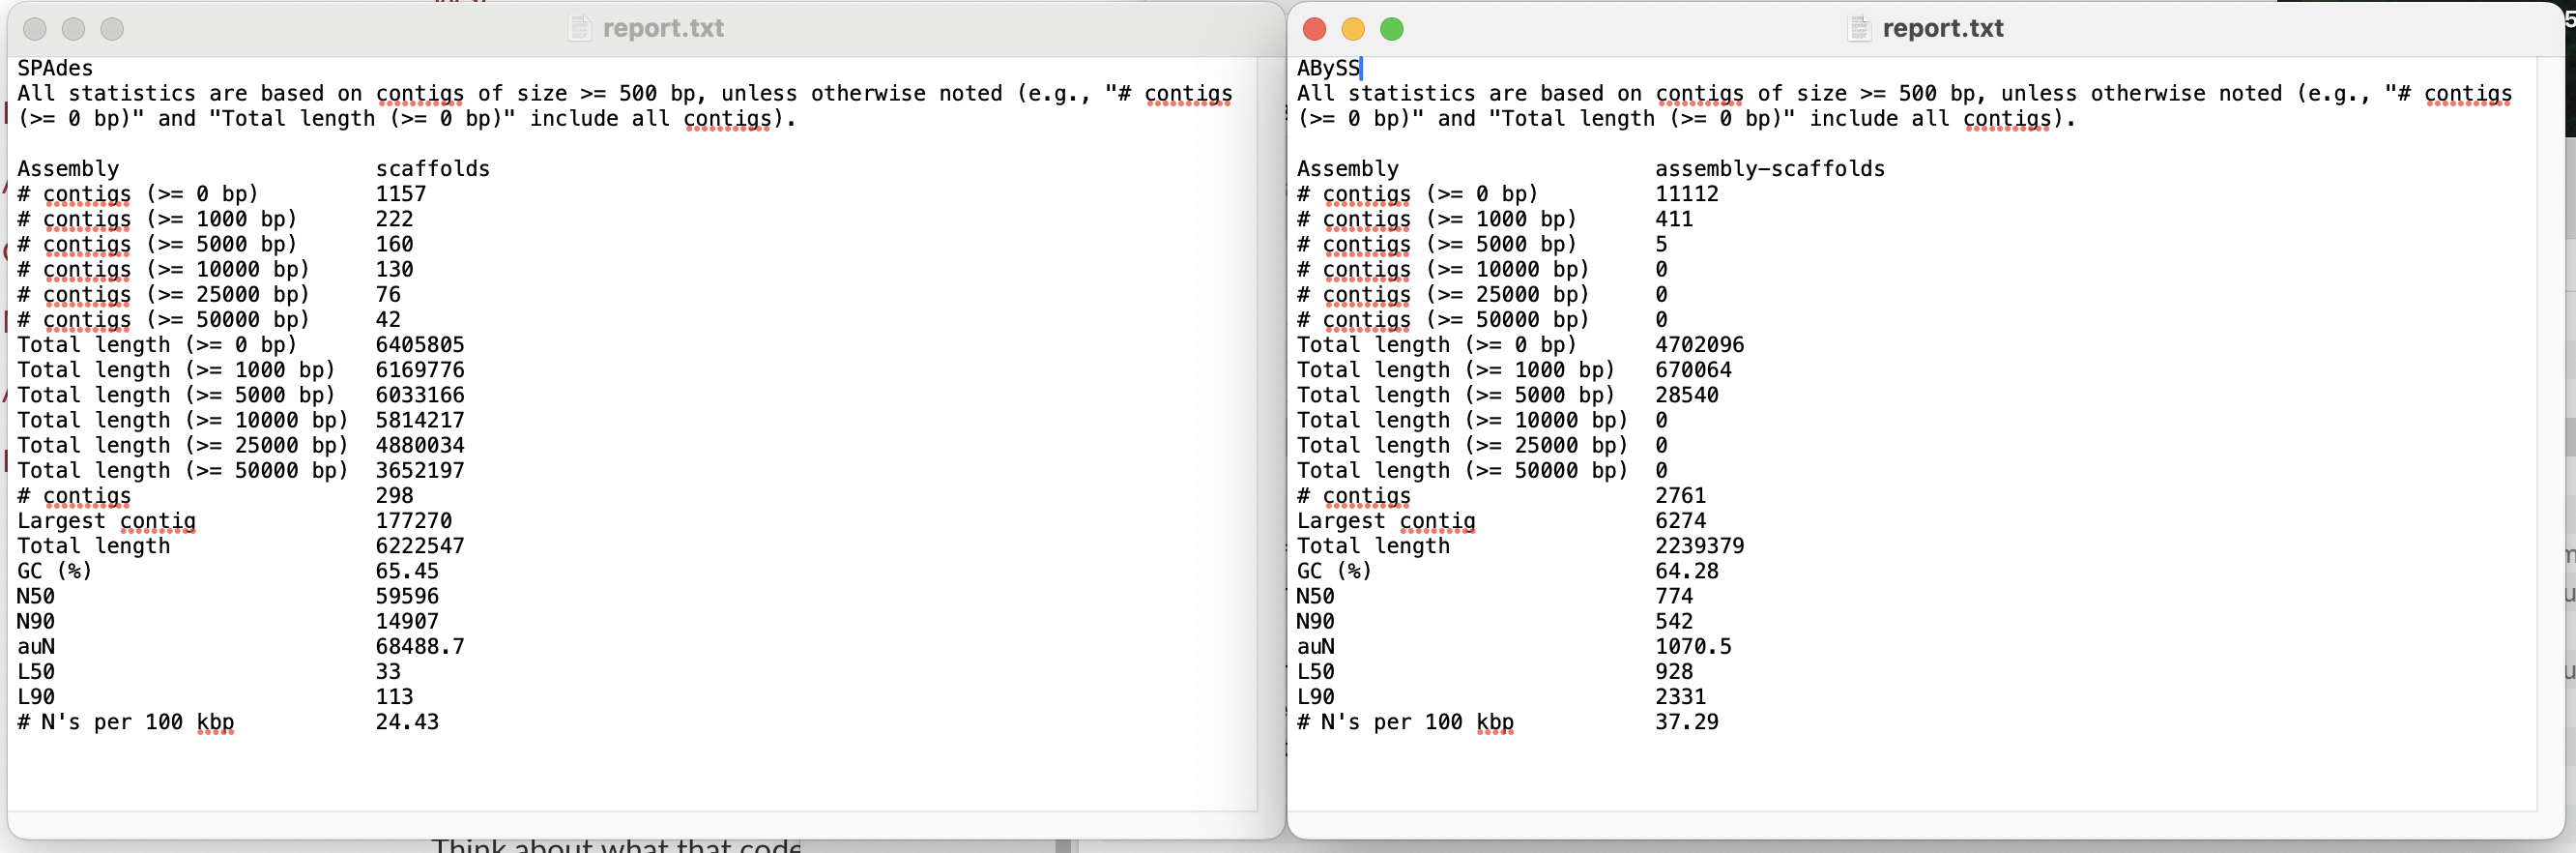 report.txt
SPAdes
All statistics are based on contigs of size >= 500 bp, unless otherwise noted (e.g., "# contigs
(>= 0 bp)" and "Total length (>= 0 bp)" include all contigs).
Assembly scaffolds
# contigs (>= 0 bp) 1157
# contigs (>= 1000 bp) 222
# contigs (>= 5000 bp) 160
# contigs (>= 10000 bp) 130
# contigs (>= 25000 bp) 76
# contigs (>= 50000 bp) 42
Total length (>= 0 bp) 6405805
Total length (>= 1000 bp) 6169776
Total length (>= 5000 bp) 6033166
Total length (>= 10000 bp) 5814217
Total length (>= 25000 bp) 4880034
Total length (>= 50000 bp) 3652197
# contigs 298
Largest contig 177270
Total length 6222547
GC (%) 65.45
N50 59596
N90 14907
auN 68488.7
L50 33
L90 113
# N's per 100 kbp 24.43
report.txt
ABySS
All statistics are based on contigs of size >= 500 bp, unless otherwise noted (e.g., "# contigs
(>= 0 bp)" and "Total length (>= 0 bp)" include all contigs).
Assembly assembly-scaffolds
# contigs (>= 0 bp) 11112
# contigs (>= 1000 bp) 411
# contigs (>= 5000 bp) 5
# contigs (>= 10000 bp) 0
# contigs (>= 25000 bp) 0
# contigs (>= 50000 bp) 0
Total length (>= 0 bp) 4702096
Total length (>= 1000 bp) 670064
Total length (>= 5000 bp) 28540
Total length (>= 10000 bp) 0
Total length (>= 25000 bp) 0
Total length (>= 50000 bp) 0
# contigs 2761
Largest contig 6274
Total length 2239379
GC (%) 64.28
N50 774
N90 542
auN 1070.5
L50 928
L90 2331
# N's per 100 kbp 37.29
Think about what that code